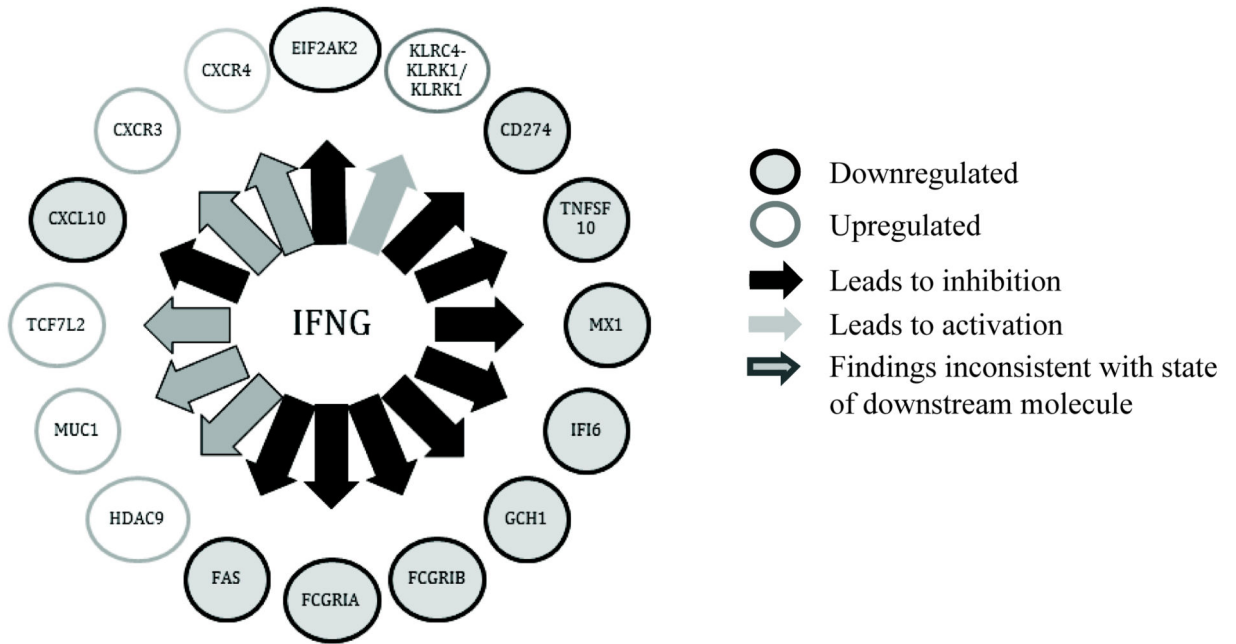 EIF2AK2
KLRC4-
KLRK1/
KLRK1
CD274
TNFSF
10
MX1
IFI6
GCH1
FCGRIB
FCGRIA
FAS
HDAC9
MUC1
TCF7L2
CXCL10
CXCR3
CXCR4
IFNG
Downregulated
Upregulated
Leads to inhibition
Leads to activation
Findings inconsistent with state
of downstream molecule